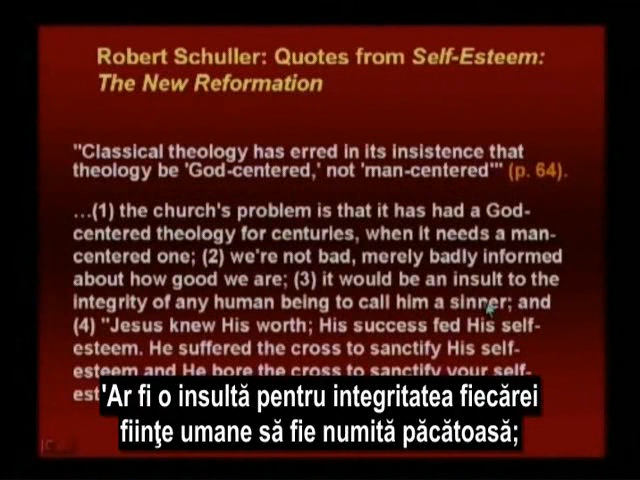 Robert Schuller: Quotes from Self-Esteem:
The New Reformation
"Classical theology has erred in its insistence that
theology be 'God-centered,' not 'man-centered'" (p. 64).
...(1) the church's problem is that it has had a God-
centered theology for centuries, when it needs a man-
centered one; (2) we're not bad, merely badly informed
about how good we are; (3) it would be an insult to the
integrity of any human being to call him a sinner; and
(4) "Jesus knew His worth; His success fed His self-
esteem. He suffered the cross to sanctify His self-
esteem and He bore the cross to sanctify your self-
est
'Ar fi o insultă pentru integritatea fiecărei
fiinţe umane să fie numită păcătoasă;